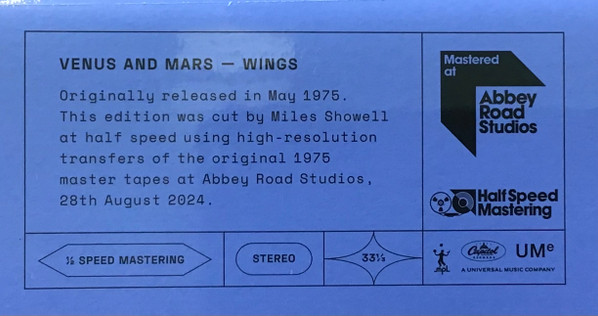 VENUS AND MARS — WINGS
Originally released in May 1975.
This edition was cut by Miles Showell
at half speed using high-resolution
transfers of the original 1975
master tapes at Abbey Road Studios,
28th August 2024.
Mastered
at
Abbey
Road
Studios
Half Speed
Mastering
½ SPEED MASTERING
STEREO
33⅓
mpl
Capitol
RECORDS
UMe
A UNIVERSAL MUSIC COMPANY